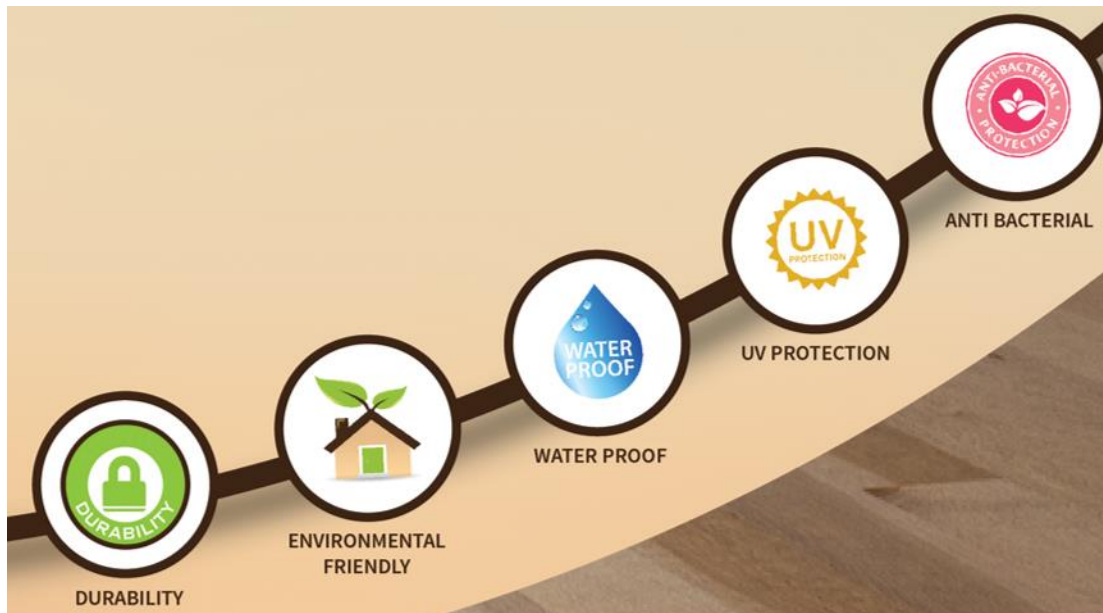 DURABILITY
DURABILITY
ENVIRONMENTAL
FRIENDLY
WATER
PROOF
WATER PROOF
UV
PROTECTION
UV PROTECTION
ANTI-BACTERIAL
PROTECTION
ANTI BACTERIAL